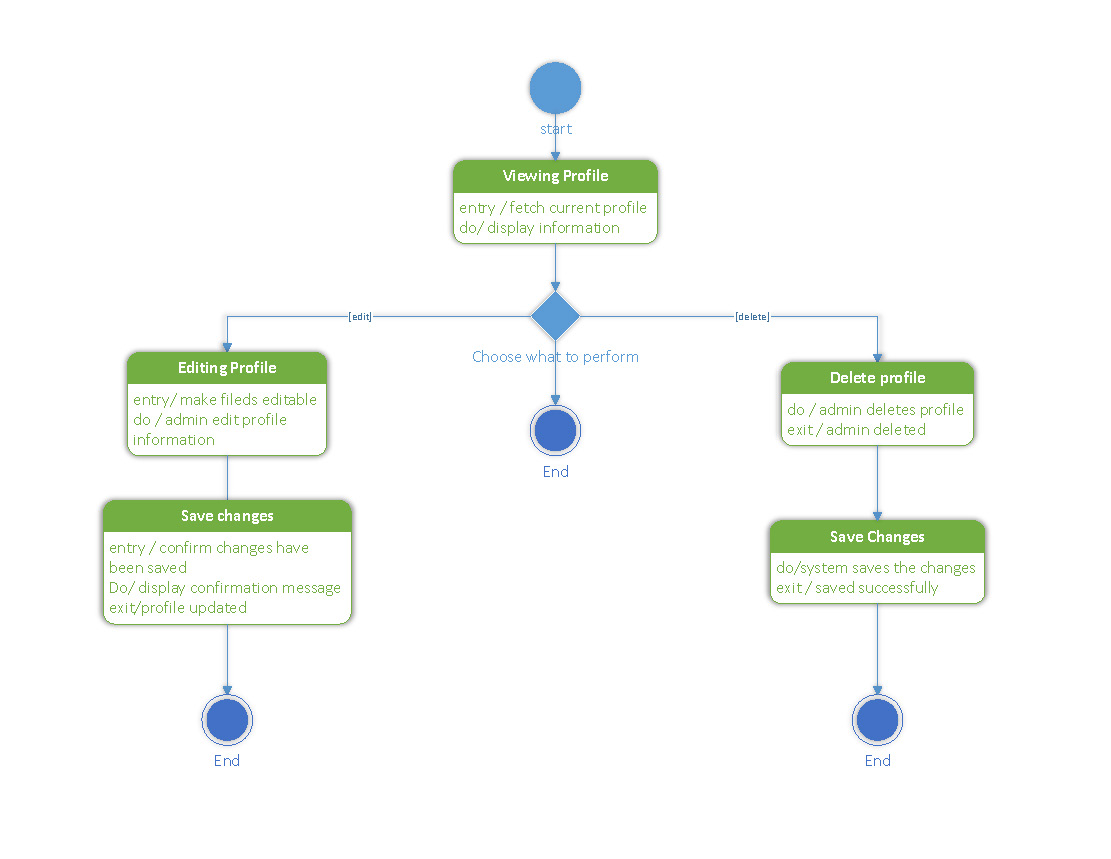 start
Viewing Profile
entry / fetch current profile
do/ display information
[edit]
[delete]
Choose what to perform
Editing Profile
entry/ make fileds editable
do / admin edit profile
information
Delete profile
do / admin deletes profile
exit / admin deleted
End
Save changes
entry / confirm changes have
been saved
Do/ display confirmation message
exit/profile updated
Save Changes
do/system saves the changes
exit / saved successfully
End
End